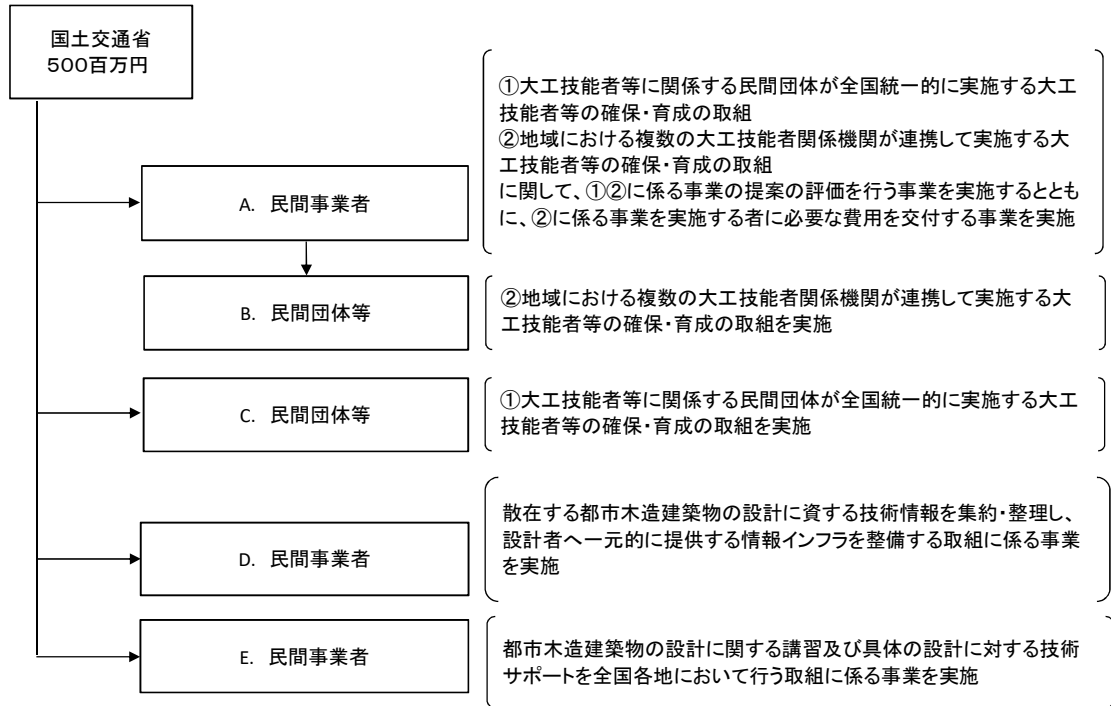 国土交通省
500百万円
①大工技能者等に関係する民間団体が全国統一的に実施する大工
技能者等の確保・育成の取組
②地域における複数の大工技能者関係機関が連携して実施する大
工技能者等の確保・育成の取組
に関して、①②に係る事業の提案の評価を行う事業を実施するととも
に、②に係る事業を実施する者に必要な費用を交付する事業を実施
A. 民間事業者
B. 民間団体等
②地域における複数の大工技能者関係機関が連携して実施する大
工技能者等の確保・育成の取組を実施
C. 民間団体等
①大工技能者等に関係する民間団体が全国統一的に実施する大工
技能者等の確保・育成の取組を実施
D. 民間事業者
散在する都市木造建築物の設計に資する技術情報を集約・整理し、
設計者へ一元的に提供する情報インフラを整備する取組に係る事業
を実施
E. 民間事業者
都市木造建築物の設計に関する講習及び具体の設計に対する技術
サポートを全国各地において行う取組に係る事業を実施